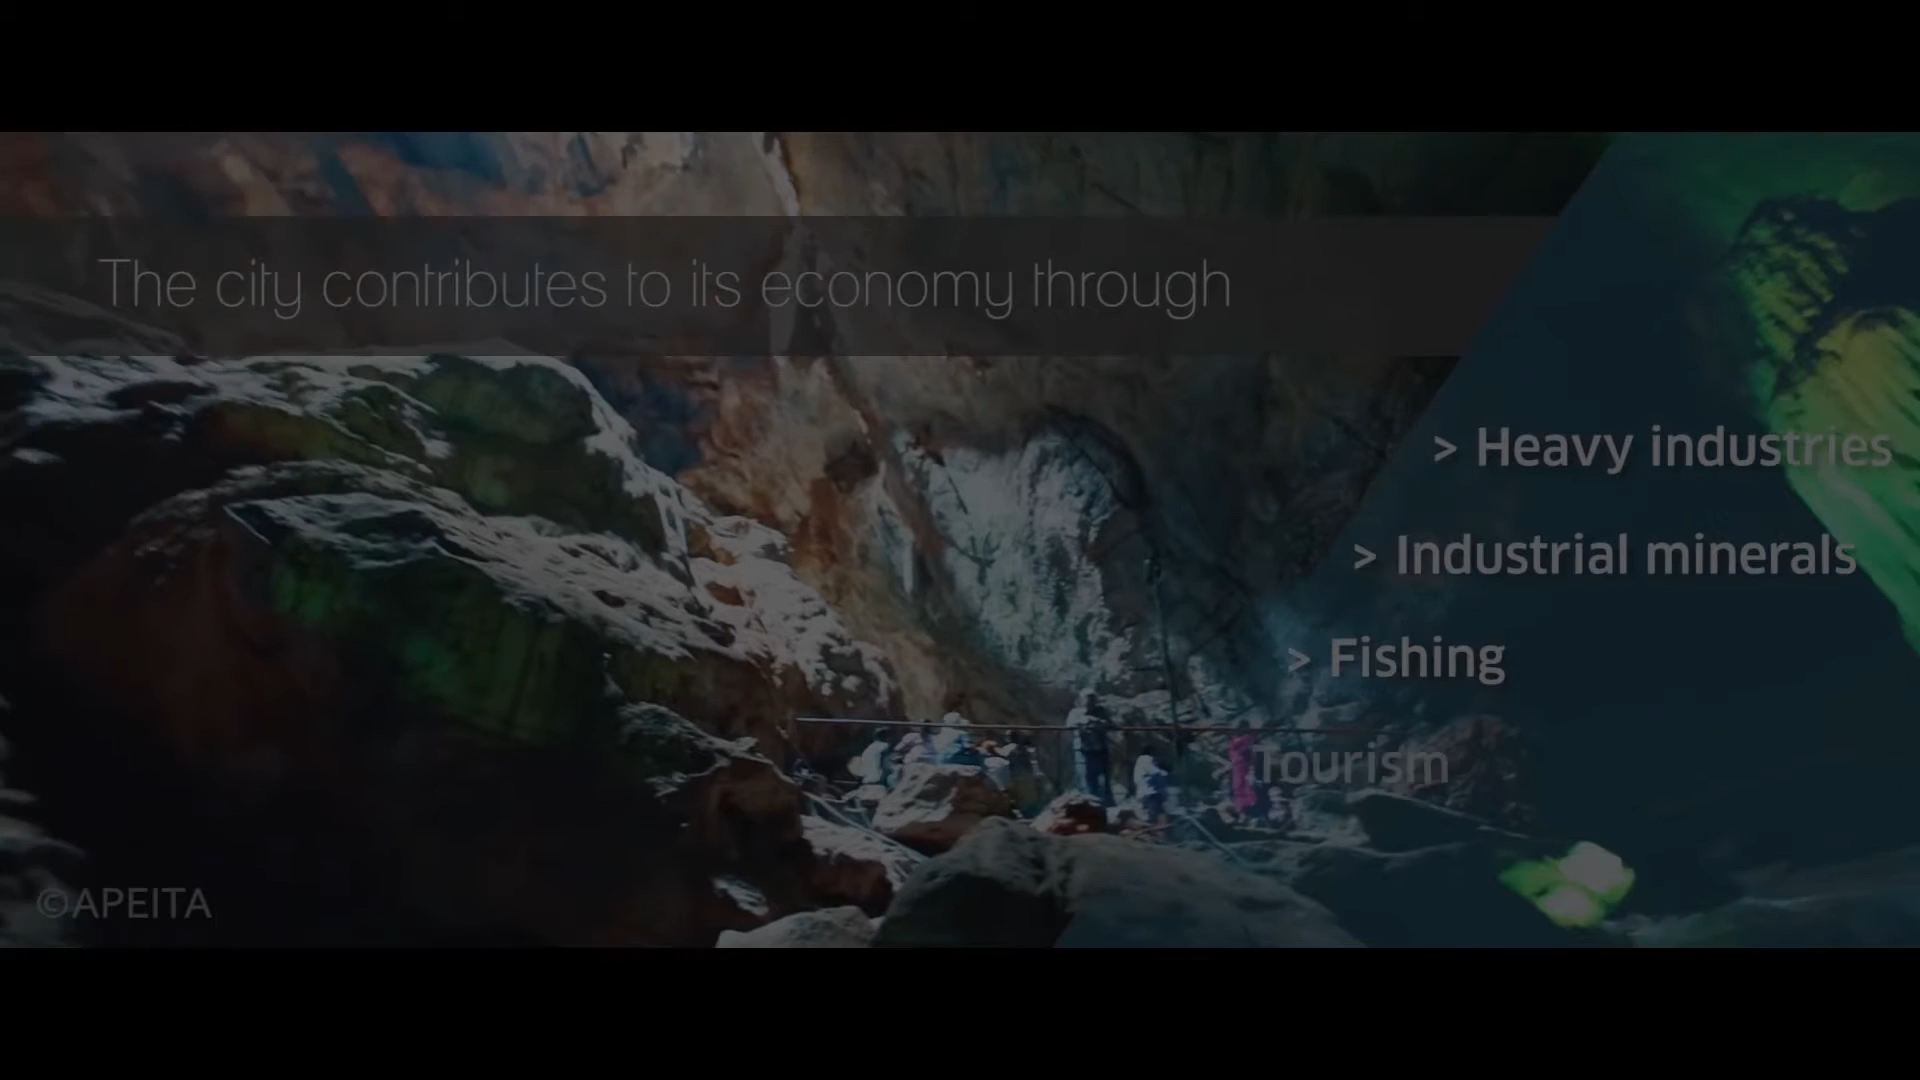 The city contributes to its economy through
> Heavy industries
> Industrial minerals
> Fishing
> Tourism
©APEITA